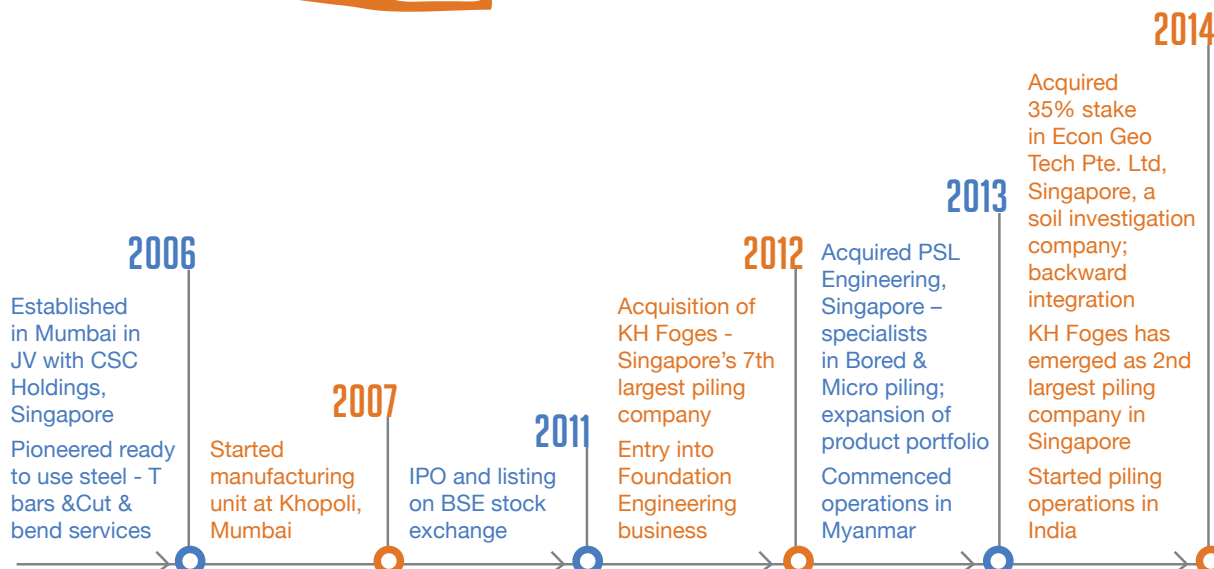 2006
Established
in Mumbai in
JV with CSC
Holdings,
Singapore
Pioneered ready
to use steel - T
bars &Cut &
bend services
2007
Started
manufacturing
unit at Khopoli,
Mumbai
2011
IPO and listing
on BSE stock
exchange
2012
Acquisition of
KH Foges -
Singapore's 7th
largest piling
company
Entry into
Foundation
Engineering
business
2013
Acquired PSL
Engineering,
Singapore –
specialists
in Bored &
Micro piling;
expansion of
product portfolio
Commenced
operations in
Myanmar
2014
Acquired
35% stake
in Econ Geo
Tech Pte. Ltd,
Singapore, a
soil investigation
company;
backward
integration
KH Foges has
emerged as 2nd
largest piling
company in
Singapore
Started piling
operations in
India